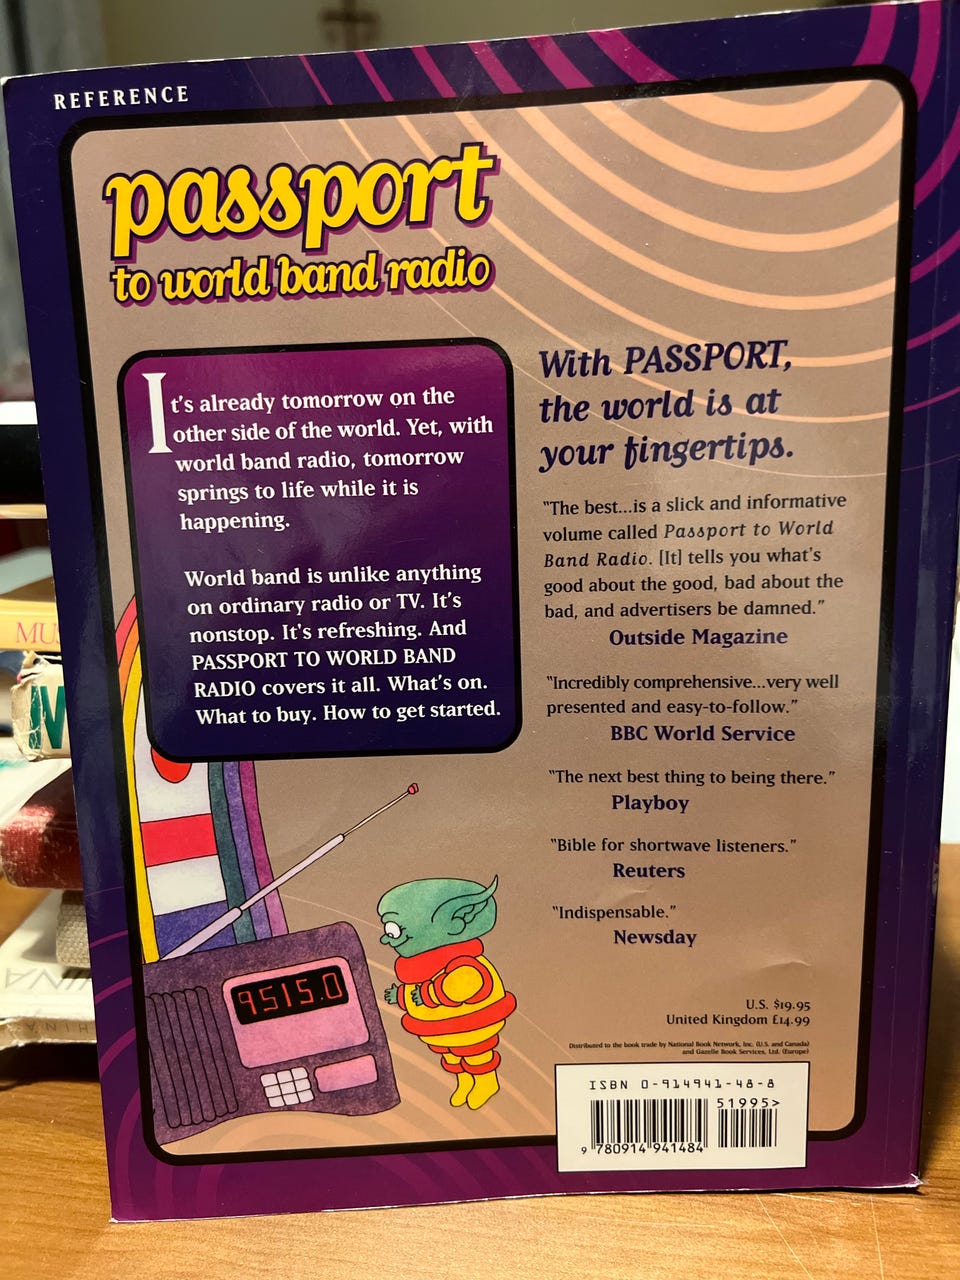 REFERENCE
passport
to world band radio
It's already tomorrow on the
other side of the world. Yet, with
world band radio, tomorrow
springs to life while it is
happening.
World band is unlike anything
on ordinary radio or TV. It's
nonstop. It's refreshing. And
PASSPORT TO WORLD BAND
RADIO covers it all. What's on.
What to buy. How to get started.
With PASSPORT,
the world is at
your fingertips.
"The best...is a slick and informative
volume called Passport to World
Band Radio. [It] tells you what's
good about the good, bad about the
bad, and advertisers be damned."
Outside Magazine
"Incredibly comprehensive...very well
presented and easy-to-follow."
BBC World Service
"The next best thing to being there."
Playboy
"Bible for shortwave listeners."
Reuters
"Indispensable."
Newsday
9515.0
U.S. $19.95
United Kingdom £14.99
Distributed to the book trade by National Book Network, Inc. (U.S. and Canada)
and Gazelle Book Services, Ltd. (Europe)
ISBN 0-914941-48-8
51995>
9 780914 941484
MUS